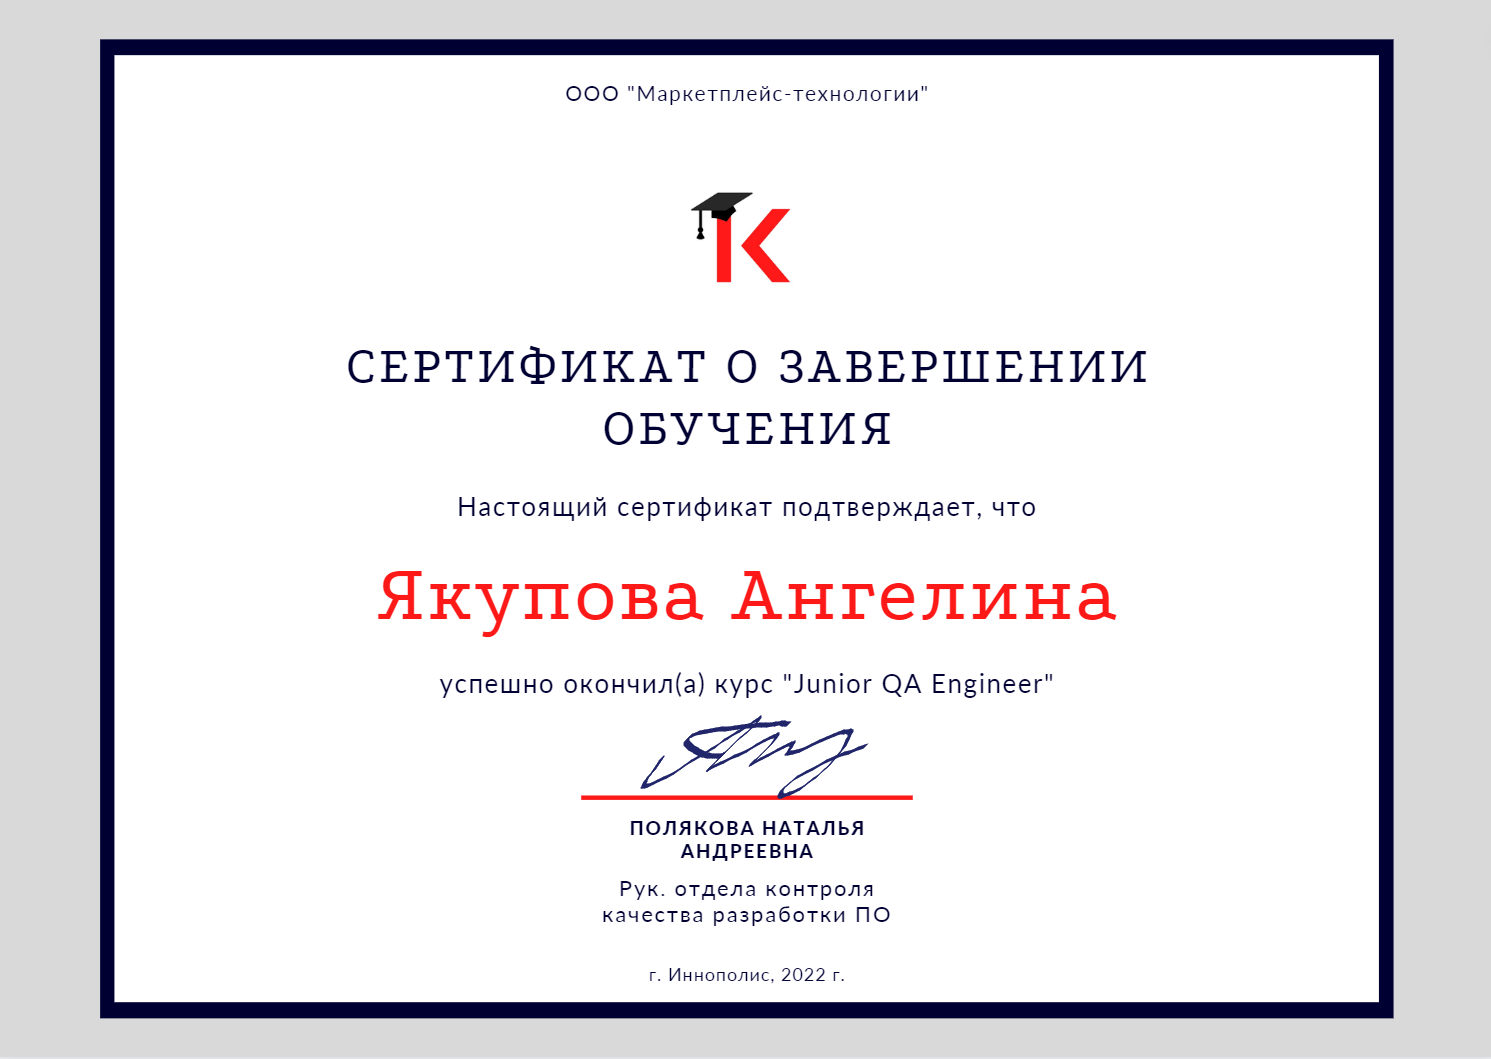 ООО "Маркетплейс-технологии"
К
СЕРТИФИКАТ О ЗАВЕРШЕНИИ
ОБУЧЕНИЯ
Настоящий сертификат подтверждает, что
Якупова Ангелина
успешно окончил(а) курс "Junior QA Engineer"
ПОЛЯКОВА НАТАЛЬЯ
АНДРЕЕВНА
Рук. отдела контроля
качества разработки ПО
г. Иннополис, 2022 г.